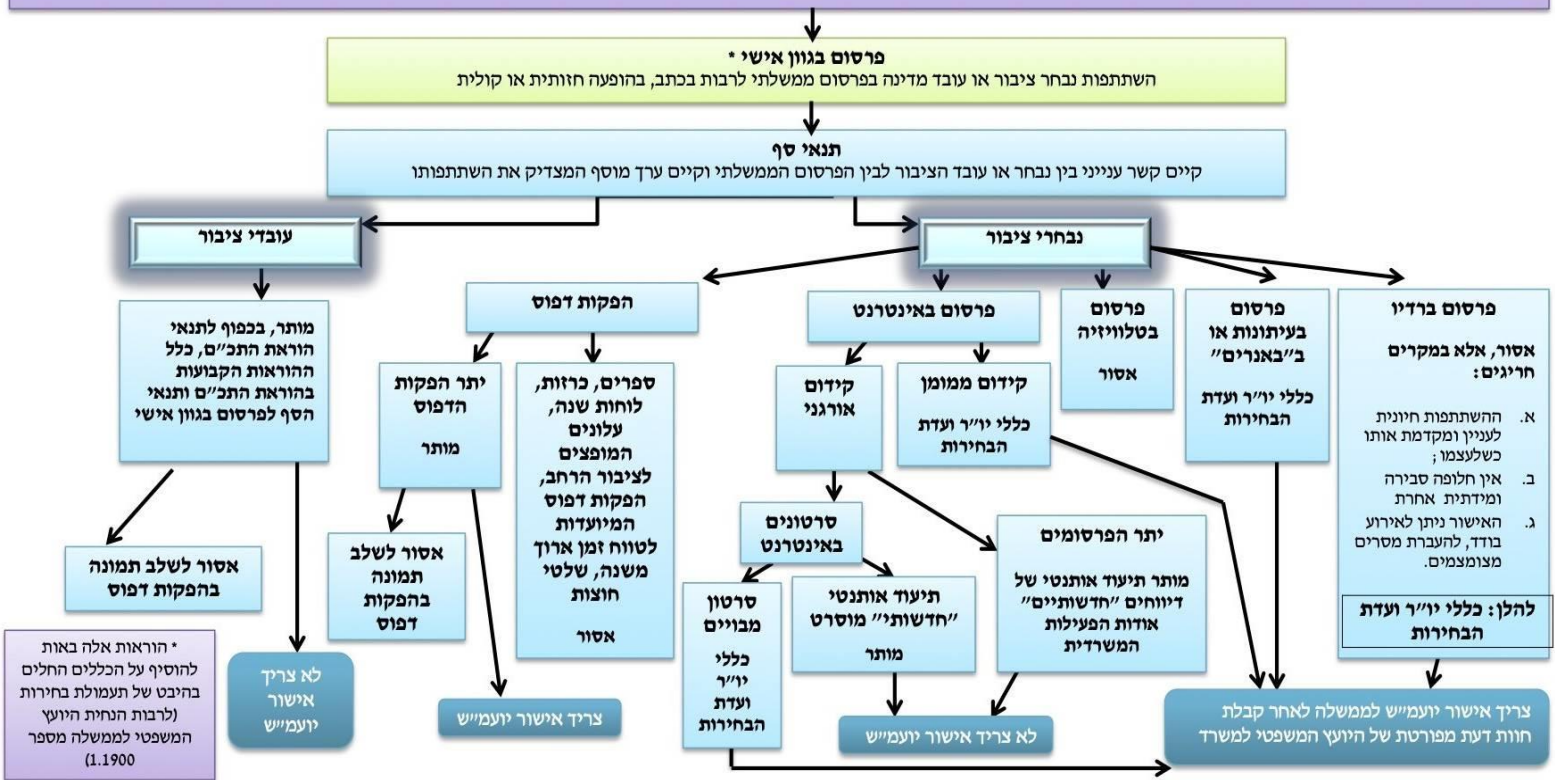 פרסום בגוון אישי *
השתתפות נבחר ציבור או עובד מדינה בפרסום ממשלתי לרבות בכתב, בהופעה חזותית או קולית
תנאי סף
קיים קשר ענייני בין נבחר או עובד הציבור לבין הפרסום הממשלתי וקיים ערך מוסף המצדיק את השתתפותו
נבחרי ציבור
עובדי ציבור
פרסום ברדיו
אסור, אלא במקרים
חריגים:
א. ההשתתפות חיונית
לעניין ומקדמת אותו
כשלעצמו;
ב. אין חלופה סבירה
ומידתית אחרת
ג. האישור ניתן לאירוע
בודד, להעברת מסרים
מצומצמים.
להלן: כללי יו״ר ועדת
הבחירות
פרסום
בעיתונות או
ב״באנרים״
כללי יו״ר ועדת
הבחירות
פרסום
בטלוויזיה
אסור
פרסום באינטרנט
קידום ממומן
כללי יו״ר ועדת
הבחירות
קידום
אורגני
יתר הפרסומים
מותר תיעוד אותנטי של
דיווחים ״חדשותיים״
אודות הפעילות
המשרדית
סרטונים
באינטרנט
תיעוד אותנטי
״חדשותי״ מוסרט
מותר
סרטון
מבויים
כללי
יו״ר
ועדת
הבחירות
צריך אישור יועמ״ש לממשלה לאחר קבלת
חוות דעת מפורטת של היועץ המשפטי למשרד
לא צריך אישור יועמ״ש
הפקות דפוס
ספרים, כרזות,
לוחות שנה,
עלונים
המופצים
לציבור הרחב,
הפקות דפוס
המיועדות
לטווח זמן ארוך
משנה, שלטי
חוצות
אסור
יתר הפקות
הדפוס
מותר
אסור לשלב
תמונה
בהפקות
דפוס
צריך אישור יועמ״ש
מותר, בכפוף לתנאי
הוראת התכ״ם, כלל
ההוראות הקבועות
בהוראת התכ״ם ותנאי
הסף לפרסום בגוון אישי
אסור לשלב תמונה
בהפקות דפוס
לא צריך
אישור
יועמ״ש
* הוראות אלה באות
להוסיף על הכללים החלים
בהיבט של תעמולת בחירות
(לרבות הנחית היועץ
המשפטי לממשלה מספר
1.1900)